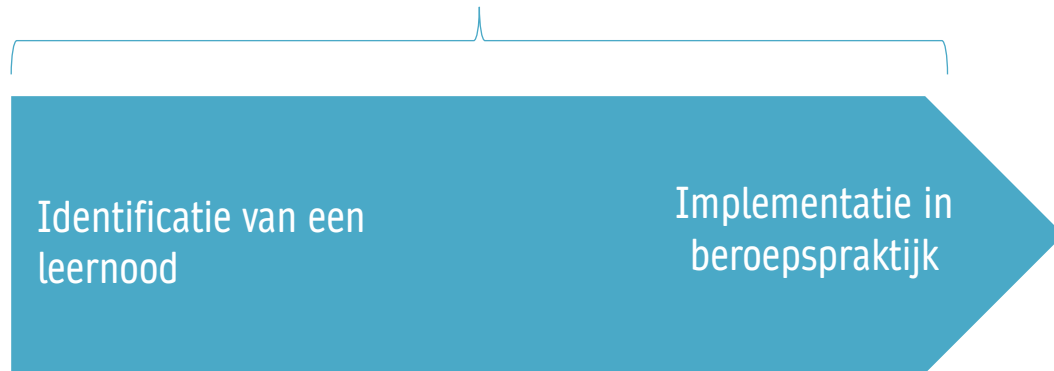 Identificatie van een
leernood
Implementatie in
beroepspraktijk